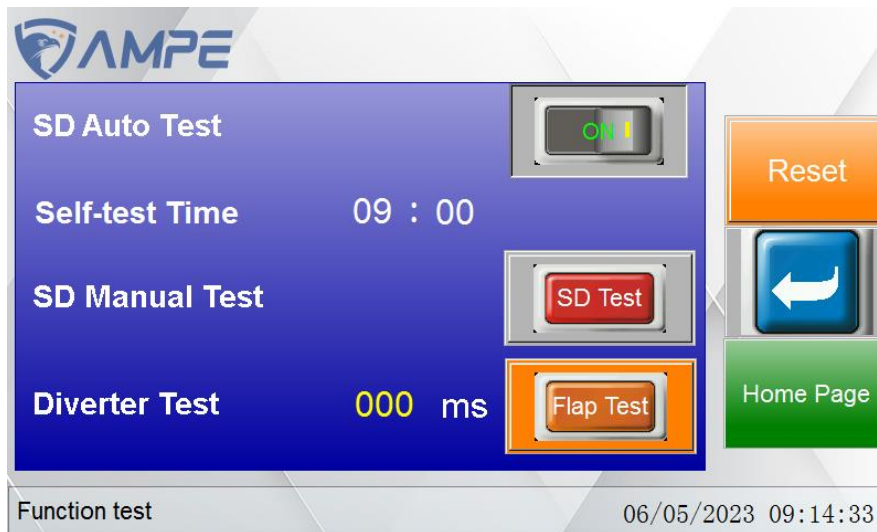 AMPE
SD Auto Test ON
Reset
Self-test Time 09 : 00
SD Manual Test SD Test
Diverter Test 000 ms Flap Test
Home Page
Function test 06/05/2023 09:14:33